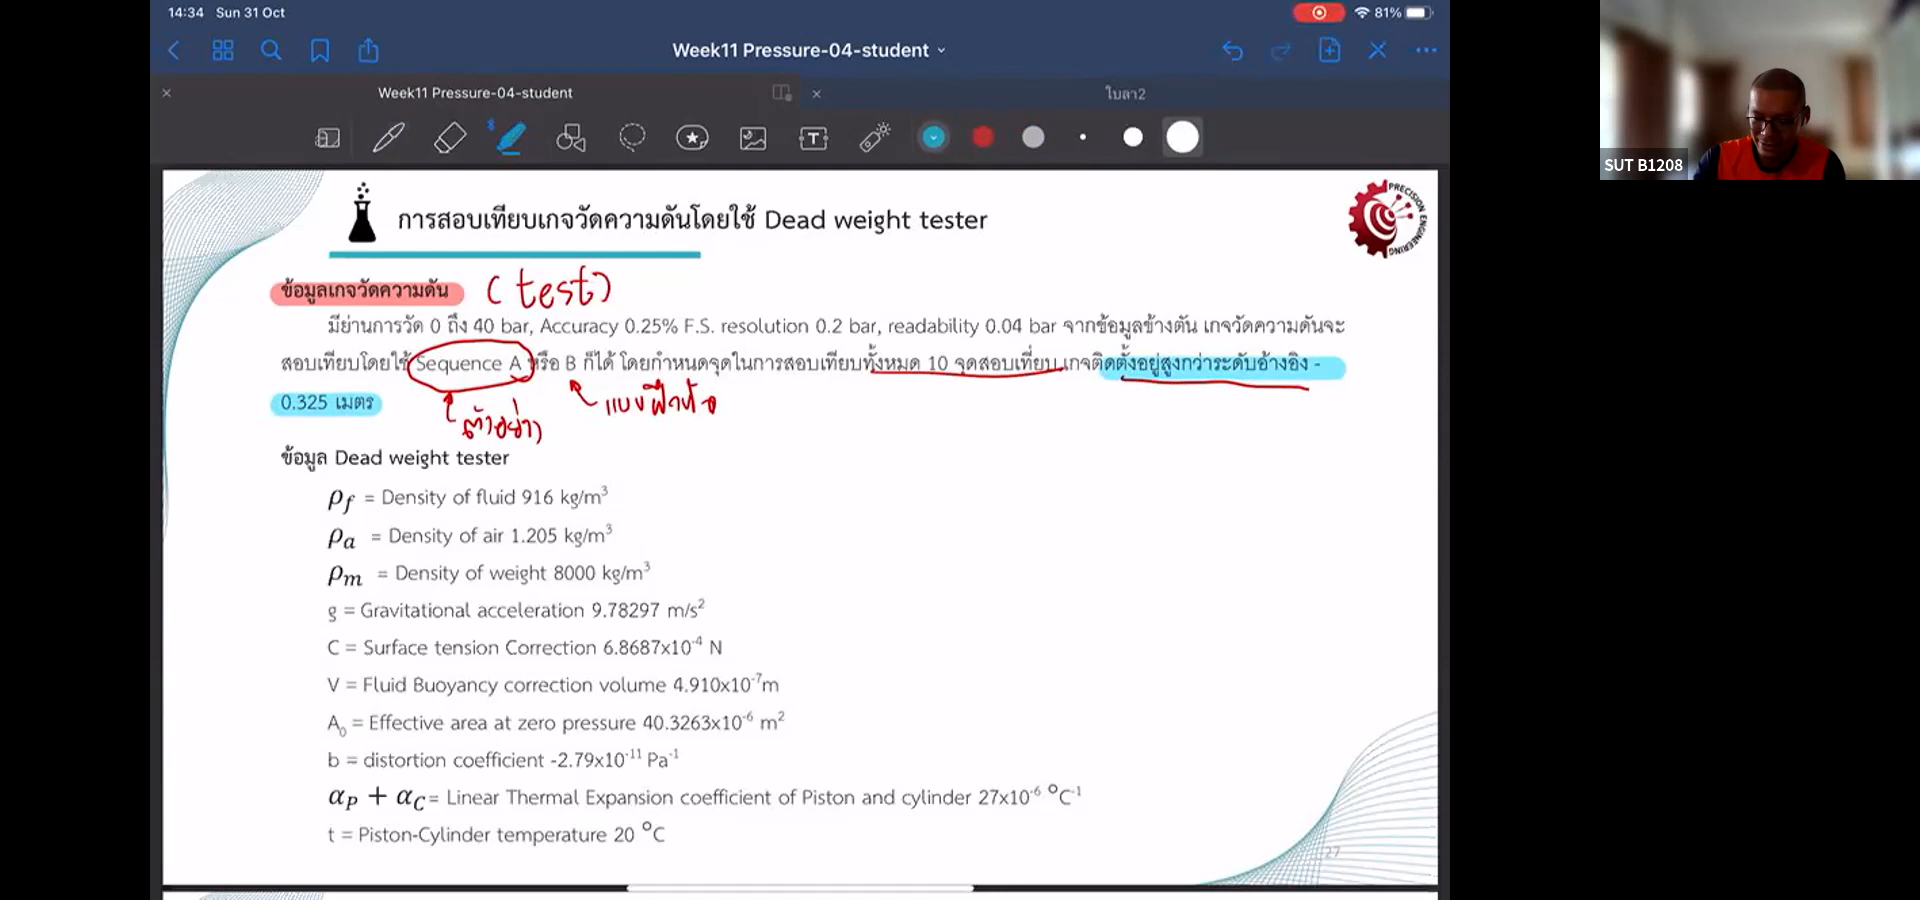 14:34 Sun 31 Oct
81%
Week11 Pressure-04-student
Week11 Pressure-04-student
ใบลา2
SUT B1208
การสอบเทียบเกจวัดความดันโดยใช้ Dead weight tester
PRECISION ENGINEERING
ข้อมูลเกจวัดความดัน (test)
มีย่านการวัด 0 ถึง 40 bar, Accuracy 0.25% F.S. resolution 0.2 bar, readability 0.04 bar จากข้อมูลข้างต้น เกจวัดความดันจะ
สอบเทียบโดยใช้ Sequence A หรือ B ก็ได้ โดยกำหนดจุดในการสอบเทียบทั้งหมด 10 จุดสอบเทียบ เกจติดตั้งอยู่สูงกว่าระดับอ้างอิง -
0.325 เมตร
ข้อมูล Dead weight tester
ρf = Density of fluid 916 kg/m³
ρa = Density of air 1.205 kg/m³
ρm = Density of weight 8000 kg/m³
g = Gravitational acceleration 9.78297 m/s²
C = Surface tension Correction 6.8687x10⁻⁴ N
V = Fluid Buoyancy correction volume 4.910x10⁻⁷m
A₀ = Effective area at zero pressure 40.3263x10⁻⁶ m²
b = distortion coefficient -2.79x10⁻¹¹ Pa⁻¹
αP + αC= Linear Thermal Expansion coefficient of Piston and cylinder 27x10⁻⁶ °C⁻¹
t = Piston-Cylinder temperature 20 °C
27